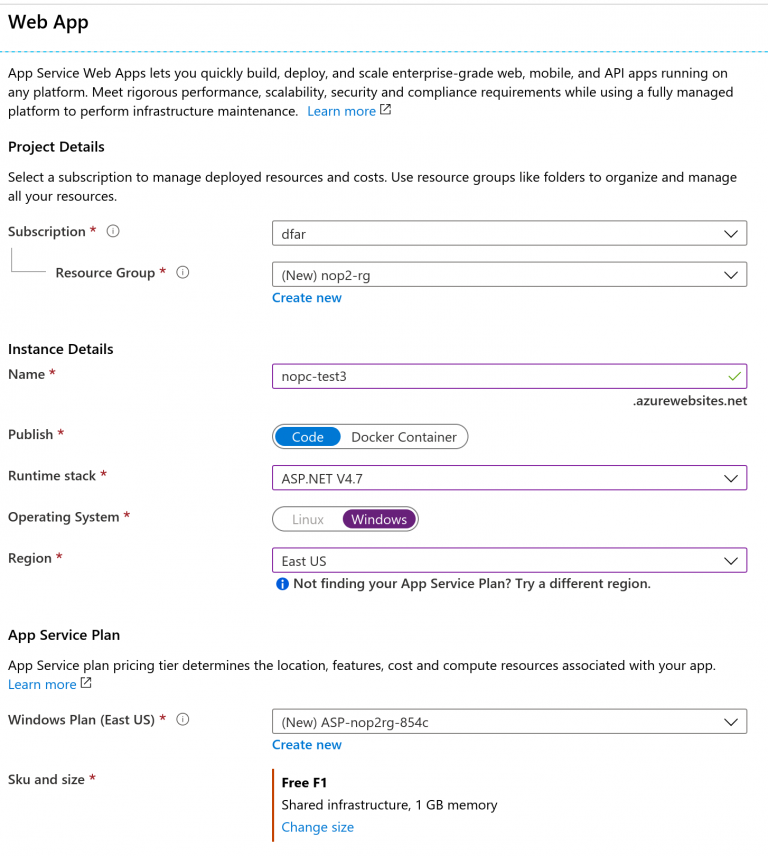 Web App
App Service Web Apps lets you quickly build, deploy, and scale enterprise-grade web, mobile, and API apps running on
any platform. Meet rigorous performance, scalability, security and compliance requirements while using a fully managed
platform to perform infrastructure maintenance. Learn more
Project Details
Select a subscription to manage deployed resources and costs. Use resource groups like folders to organize and manage
all your resources.
Subscription *
dfar
Resource Group *
(New) nop2-rg
Create new
Instance Details
Name *
nopc-test3
.azurewebsites.net
Publish *
Code Docker Container
Runtime stack *
ASP.NET V4.7
Operating System *
Linux Windows
Region *
East US
Not finding your App Service Plan? Try a different region.
App Service Plan
App Service plan pricing tier determines the location, features, cost and compute resources associated with your app.
Learn more
Windows Plan (East US) *
(New) ASP-nop2rg-854c
Create new
Sku and size *
Free F1
Shared infrastructure, 1 GB memory
Change size